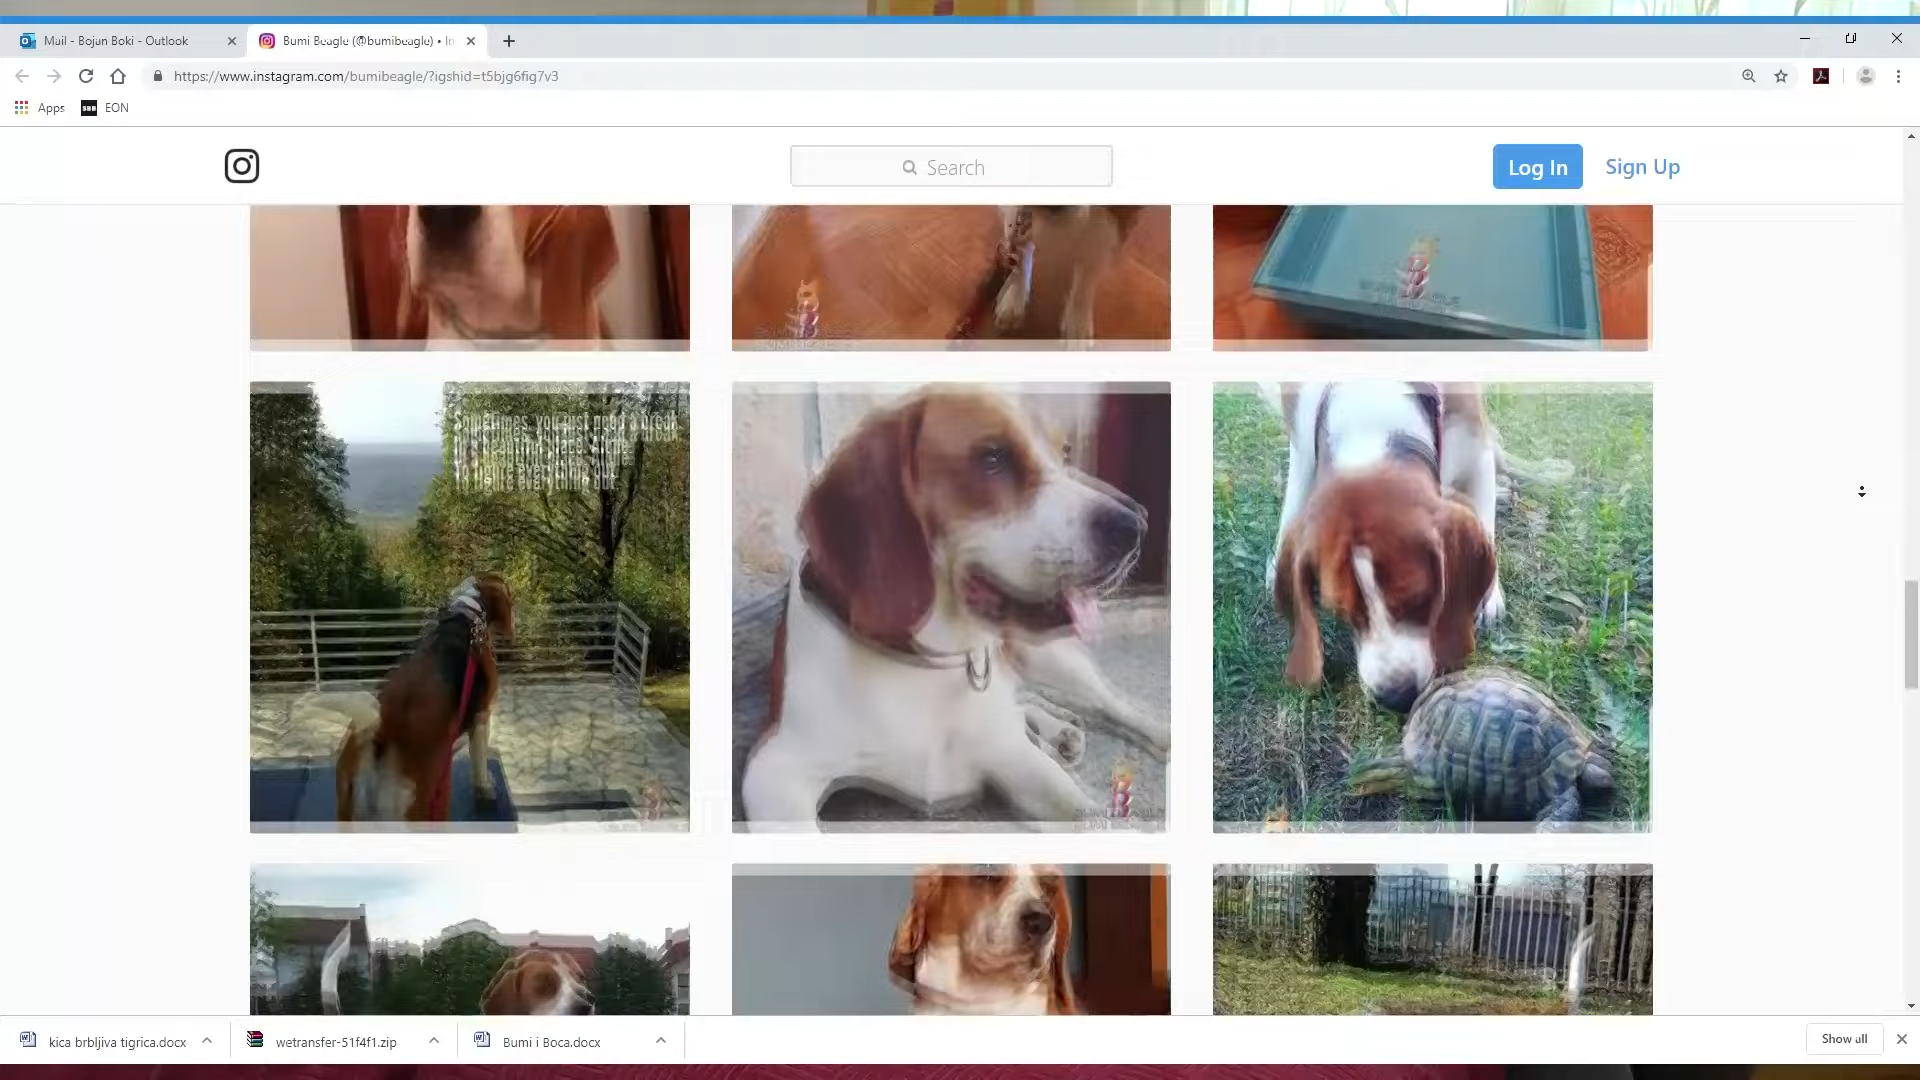 Mail - Bojan Boki - Outlook
Bumi Beagle (@bumibeagle) • In
https://www.instagram.com/bumibeagle/?igshid=t5bjg6fig7v3
Apps
EON
Search
Log In
Sign Up
Sometimes, you just need a break
to figure everything out.
kica brbljiva tigrica.docx
wetransfer-51f4f1.zip
Bumi i Boca.docx
Show all